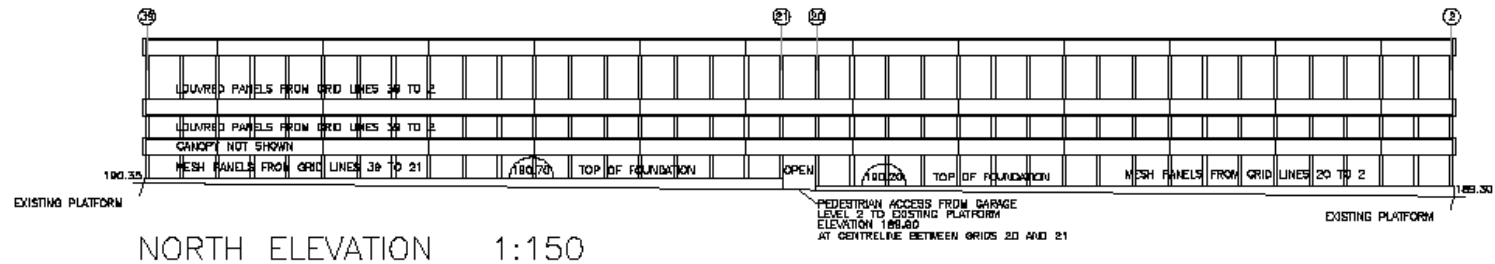 39 21 20 2
LOUVRED PANELS FROM GRID LINES 39 TO 2
LOUVRED PANELS FROM GRID LINES 39 TO 2
CANOPY NOT SHOWN
MESH PANELS FROM GRID LINES 39 TO 21
190.70 TOP OF FOUNDATION
OPEN
190.20 TOP OF FOUNDATION
MESH PANELS FROM GRID LINES 20 TO 2
190.35
189.30
EXISTING PLATFORM
PEDESTRIAN ACCESS FROM GARAGE
LEVEL 2 TO EXISTING PLATFORM
ELEVATION 189.80
AT CENTRELINE BETWEEN GRIDS 20 AND 21
EXISTING PLATFORM
NORTH ELEVATION 1:150